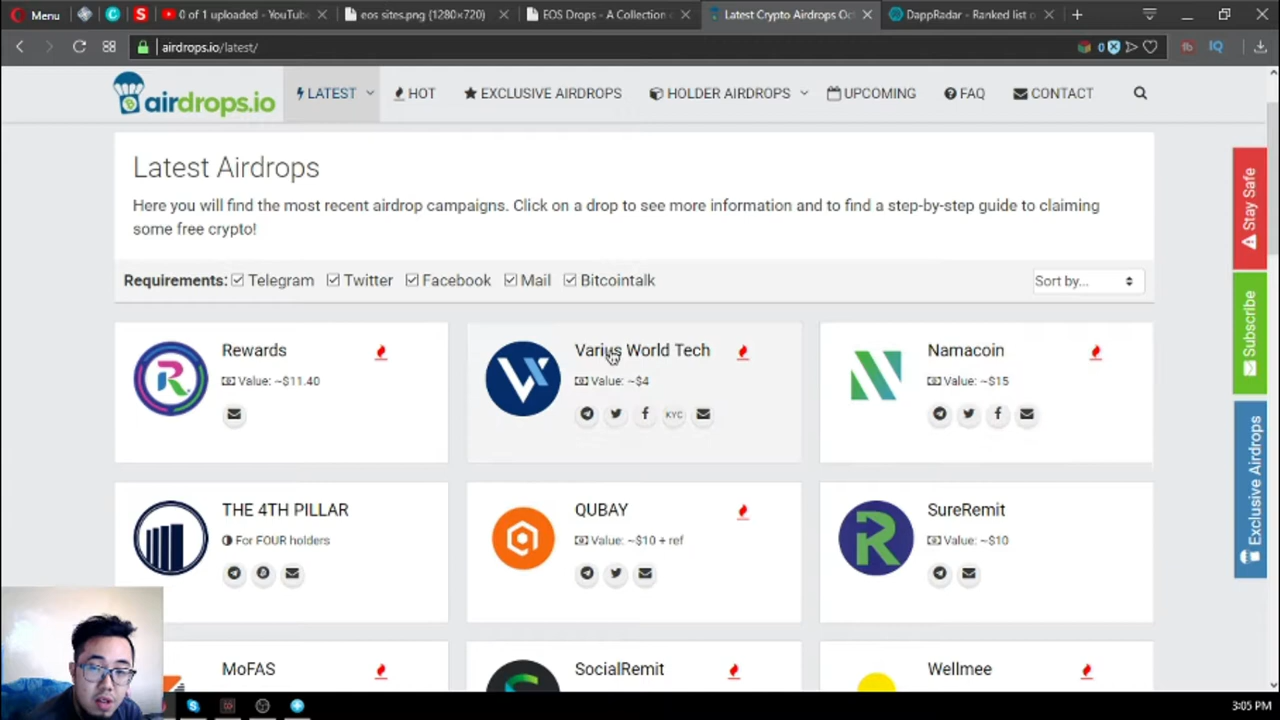 Menu
0 of 1 uploaded - YouTub
eos sites.png (1280×720)
EOS Drops - A Collection
Latest Crypto Airdrops Oct
DappRadar - Ranked list o
airdrops.io/latest/
0
IQ
airdrops.io
LATEST
HOT
EXCLUSIVE AIRDROPS
HOLDER AIRDROPS
UPCOMING
FAQ
CONTACT
Latest Airdrops
Here you will find the most recent airdrop campaigns. Click on a drop to see more information and to find a step-by-step guide to claiming
some free crypto!
Requirements: Telegram Twitter Facebook Mail Bitcointalk
Sort by...
Stay Safe
Subscribe
Exclusive Airdrops
Rewards
Value: ~$11.40
Varius World Tech
Value: ~$4
KYC
Namacoin
Value: ~$15
THE 4TH PILLAR
For FOUR holders
QUBAY
Value: ~$10 + ref
SureRemit
Value: ~$10
MoFAS
SocialRemit
Wellmee
3:05 PM